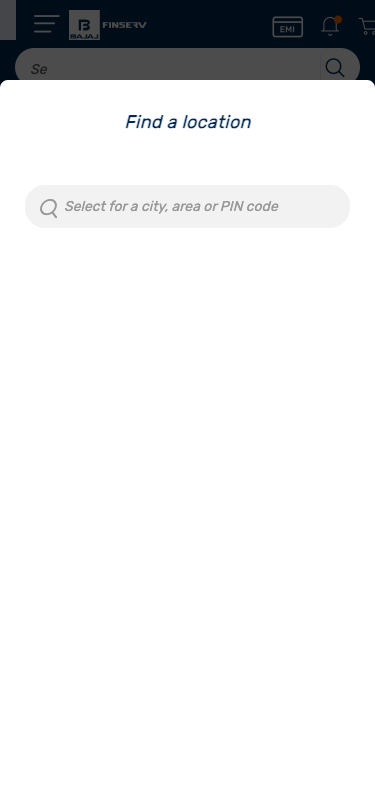 BAJAJ
FINSERV
EMI
Se
Find a location
Select for a city, area or PIN code